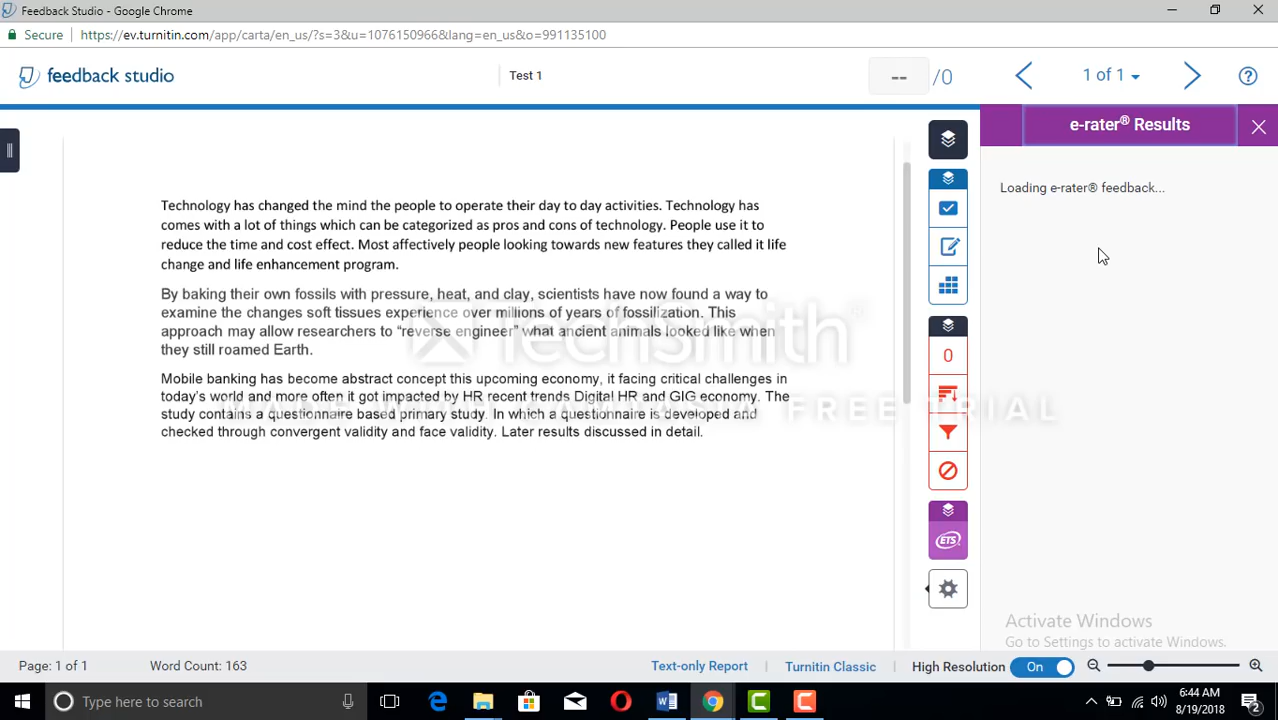 Feedback Studio - Google Chrome
Secure | https://ev.turnitin.com/app/carta/en_us/?s=3&u=1076150966&lang=en_us&o=991135100
feedback studio
Test 1
--
/0
1 of 1
?
e-rater® Results
Loading e-rater® feedback...
Technology has changed the mind the people to operate their day to day activities. Technology has
comes with a lot of things which can be categorized as pros and cons of technology. People use it to
reduce the time and cost effect. Most affectively people looking towards new features they called it life
change and life enhancement program.
By baking their own fossils with pressure, heat, and clay, scientists have now found a way to
examine the changes soft tissues experience over millions of years of fossilization. This
approach may allow researchers to “reverse engineer” what ancient animals looked like when
they still roamed Earth.
TechSmith®
Mobile banking has become abstract concept this upcoming economy, it facing critical challenges in
today’s world and more often it got impacted by HR recent trends Digital HR and GIG economy. The
study contains a questionnaire based primary study. In which a questionnaire is developed and
checked through convergent validity and face validity. Later results discussed in detail.
MADE WITH CAMTASIA FREE TRIAL
0
ETS
Activate Windows
Go to Settings to activate Windows.
Page: 1 of 1
Word Count: 163
Text-only Report
Turnitin Classic
High Resolution
On
Type here to search
6:44 AM
8/19/2018
2